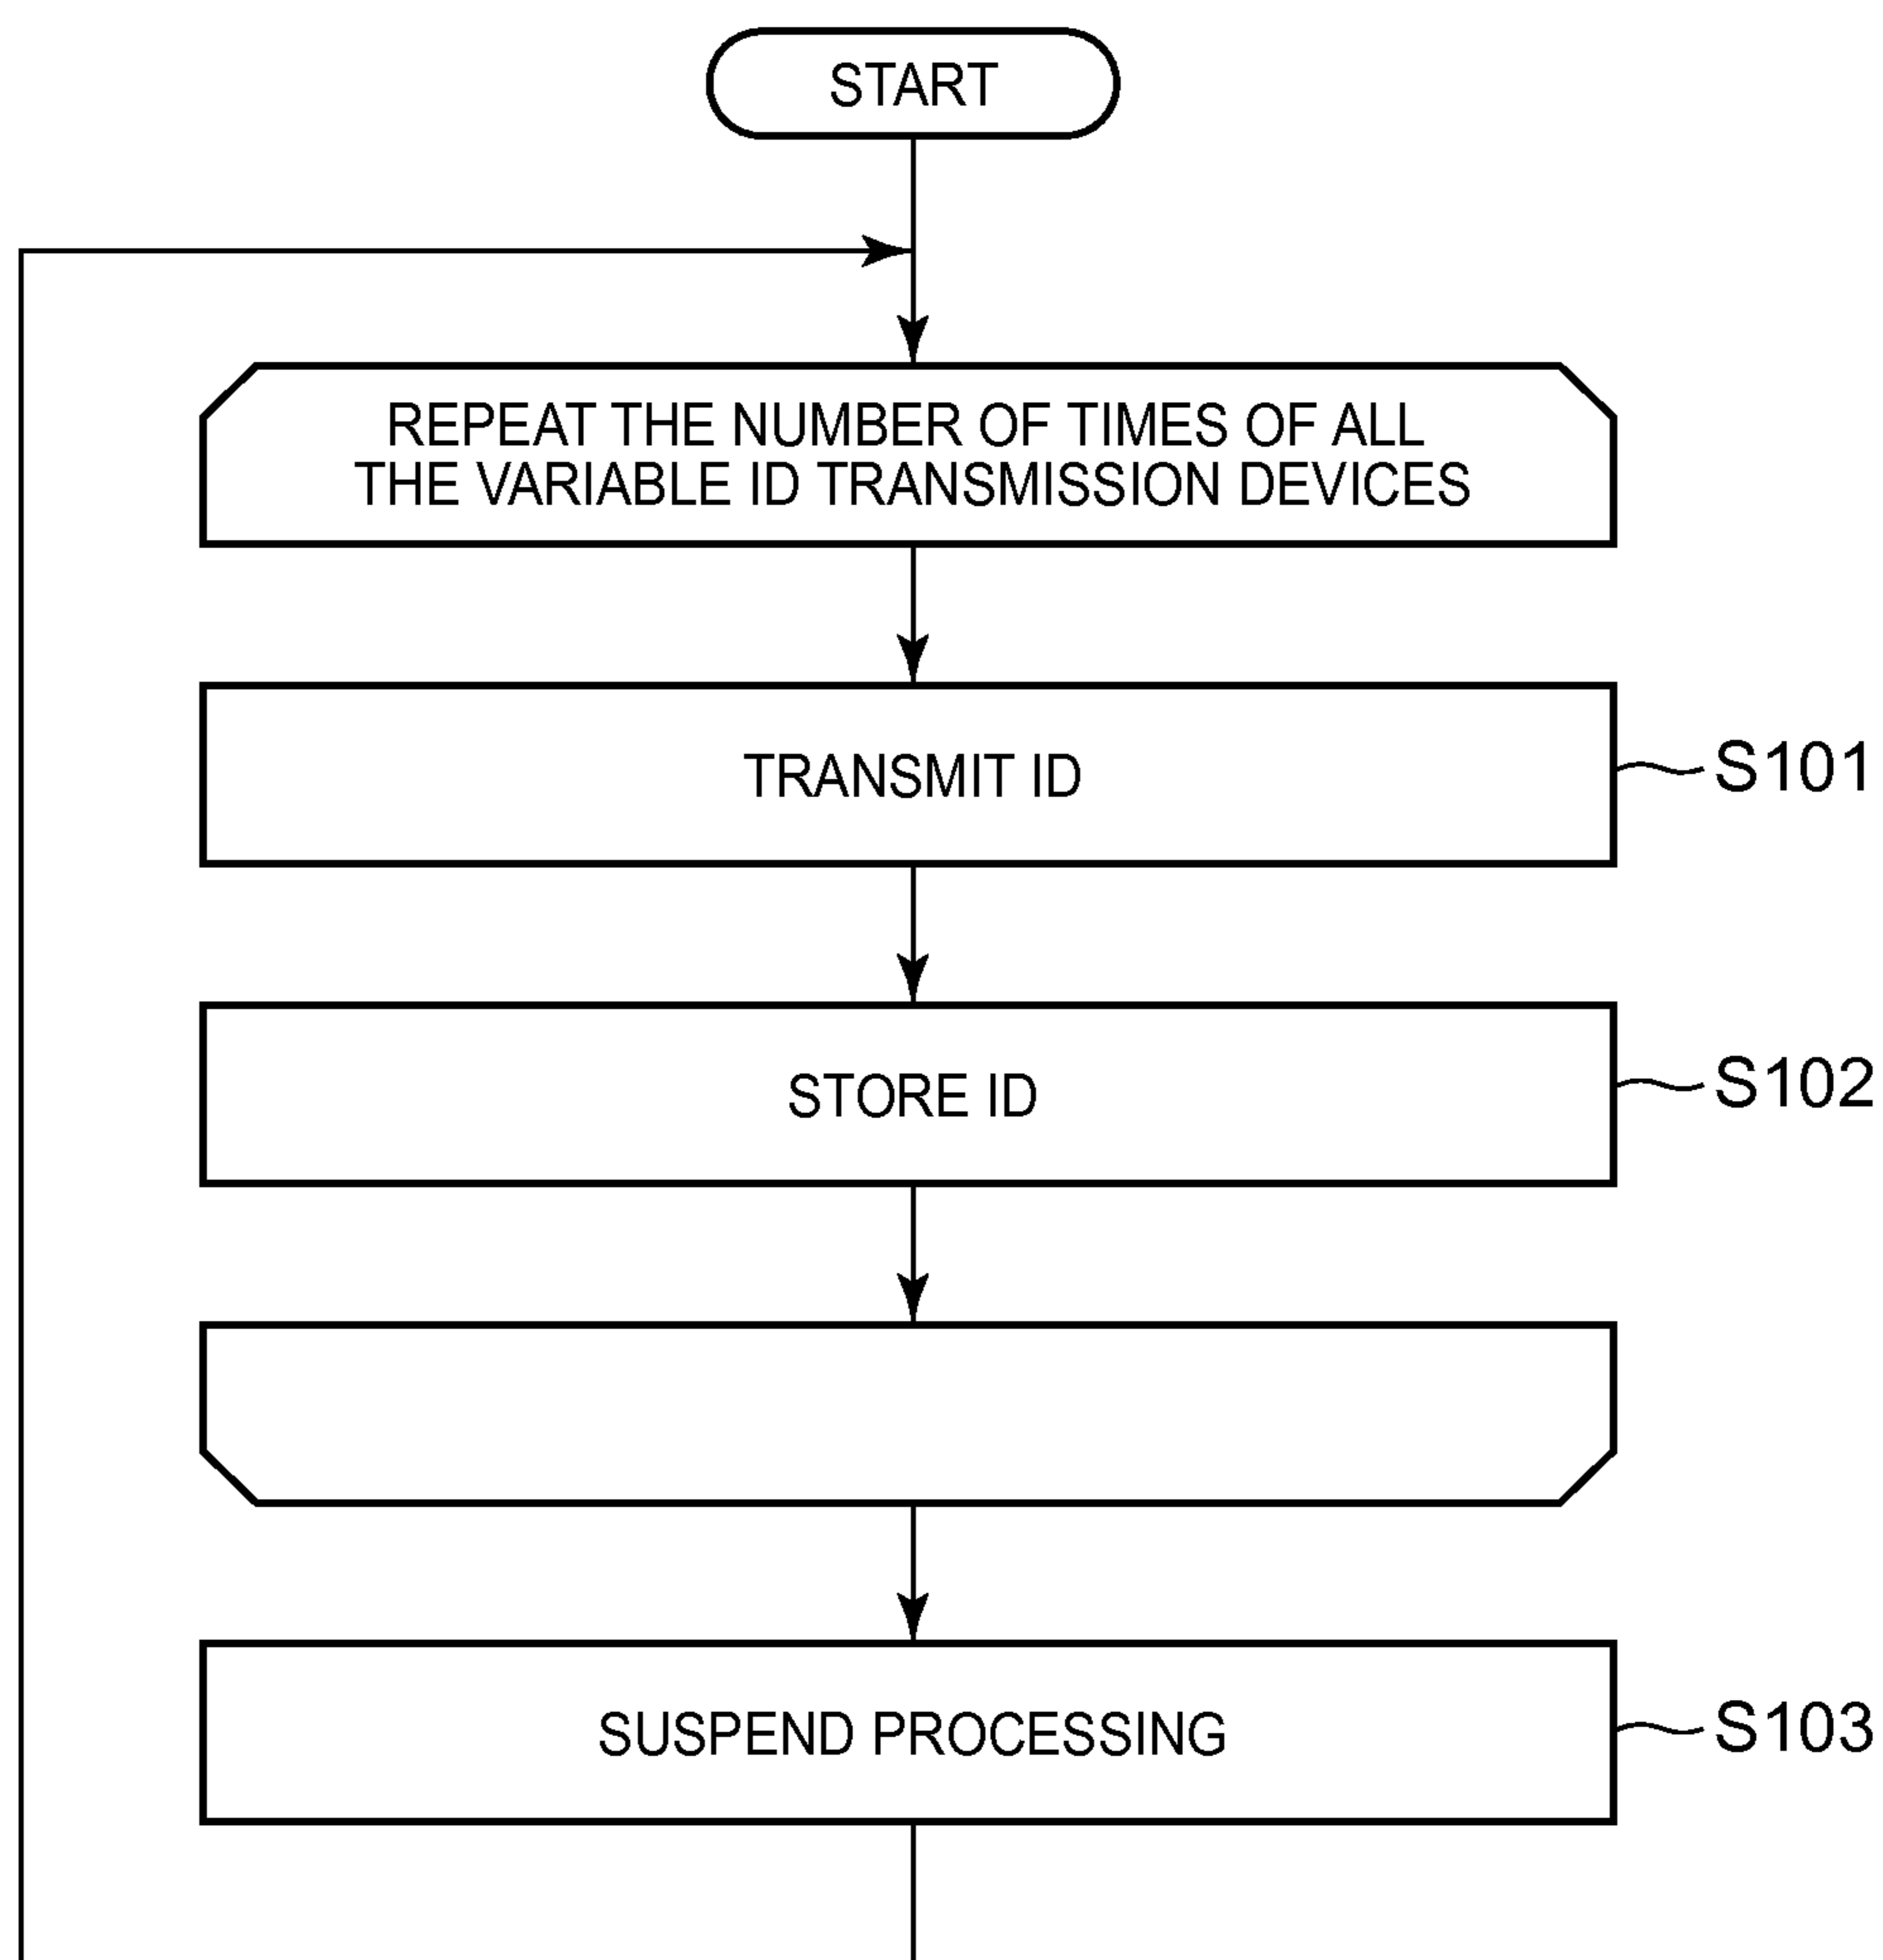 START
REPEAT THE NUMBER OF TIMES OF ALL
THE VARIABLE ID TRANSMISSION DEVICES
TRANSMIT ID
S101
STORE ID
S102
SUSPEND PROCESSING
S103